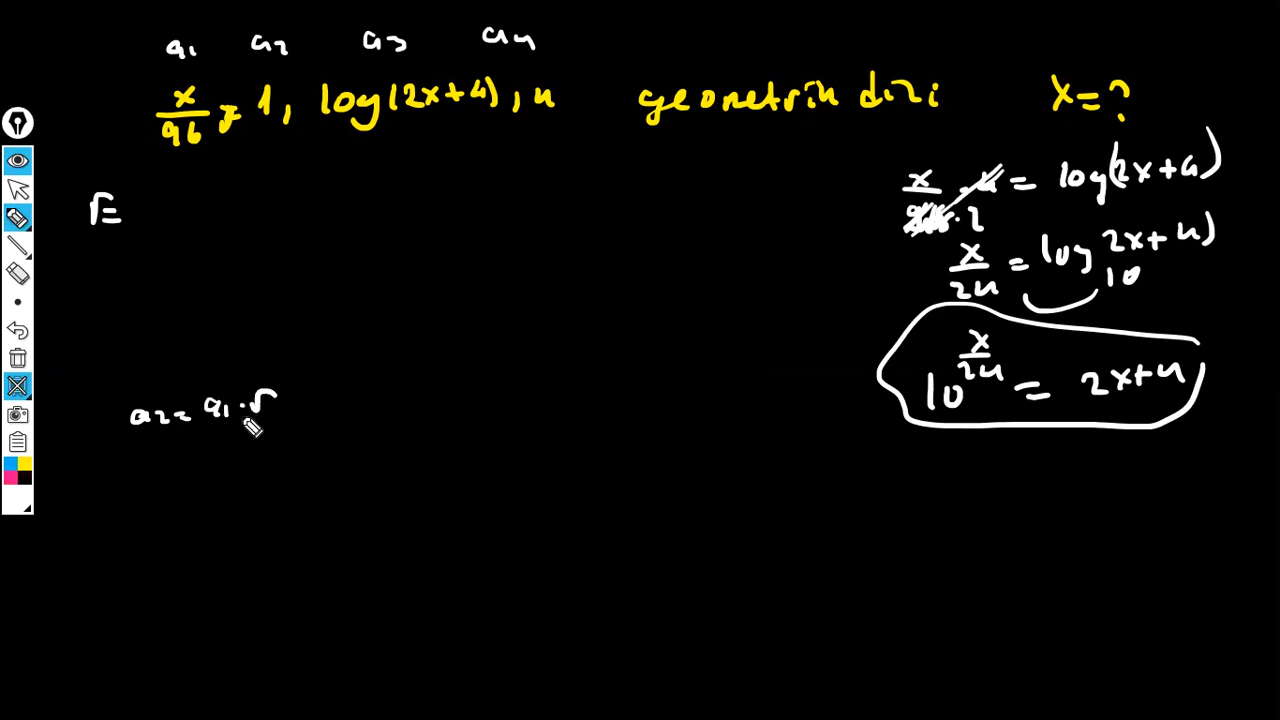 a1 a2 a3 a4
x/96, 1, log(2x+4), 4 geometrik dizi x=?
r=
x/96·2 · 4 = log(2x+4)
x/24 = log 2x+4) 10
10^(x/24) = 2x+4
a2= a1·r